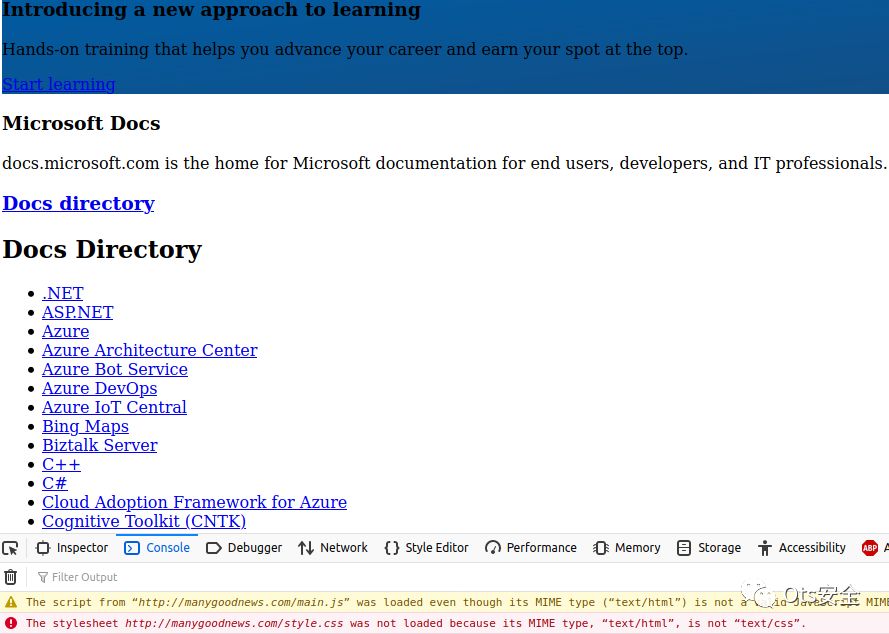 Introducing a new approach to learning
Hands-on training that helps you advance your career and earn your spot at the top.
Start learning
Microsoft Docs
docs.microsoft.com is the home for Microsoft documentation for end users, developers, and IT professionals.
Docs directory
Docs Directory
.NET
ASP.NET
Azure
Azure Architecture Center
Azure Bot Service
Azure DevOps
Azure IoT Central
Bing Maps
Biztalk Server
C++
C#
Cloud Adoption Framework for Azure
Cognitive Toolkit (CNTK)
Inspector Console Debugger Network Style Editor Performance Memory Storage Accessibility ABP A
Filter Output
Ots安全
The script from “http://manygoodnews.com/main.js” was loaded even though its MIME type (“text/html”) is not a valid JavaScript MIME
The stylesheet http://manygoodnews.com/style.css was not loaded because its MIME type, “text/html”, is not “text/css”.